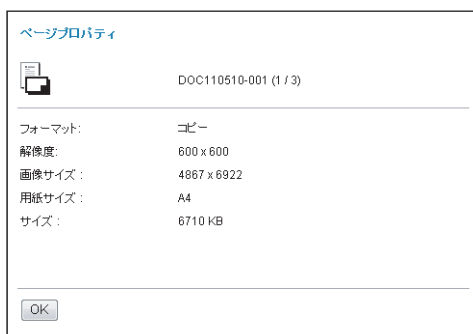 ページプロパティ
DOC110510-001 (1 / 3)
フォーマット: コピー
解像度: 600 x 600
画像サイズ : 4867 x 6922
用紙サイズ : A4
サイズ : 6710 KB
OK